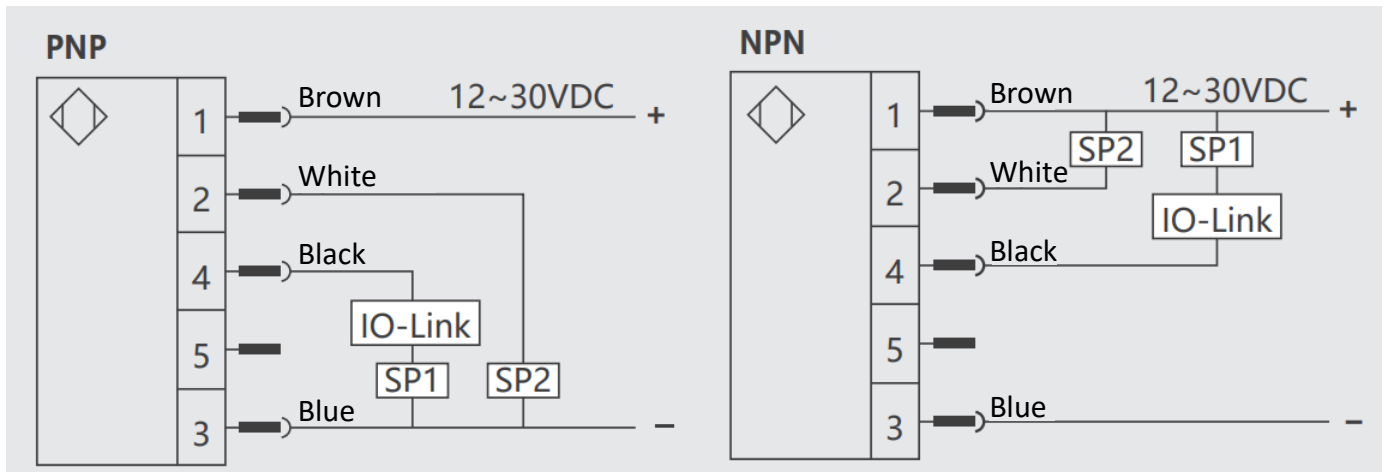 PNP
1
Brown
12~30VDC
+
2
White
4
Black
IO-Link
5
SP1
SP2
3
Blue
−
NPN
1
Brown
12~30VDC
+
SP2
SP1
2
White
IO-Link
4
Black
5
3
Blue
−